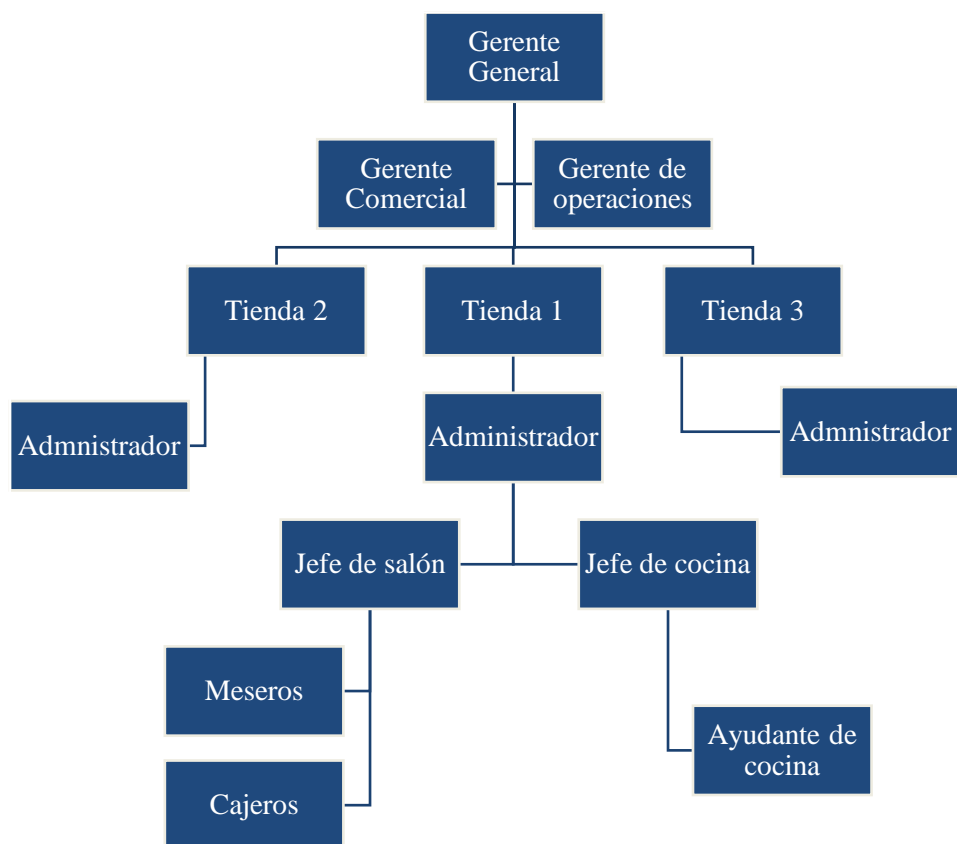 Gerente
General
Gerente
Comercial
Gerente de
operaciones
Tienda 2
Tienda 1
Tienda 3
Admnistrador
Administrador
Admnistrador
Jefe de salón
Jefe de cocina
Meseros
Ayudante de
cocina
Cajeros